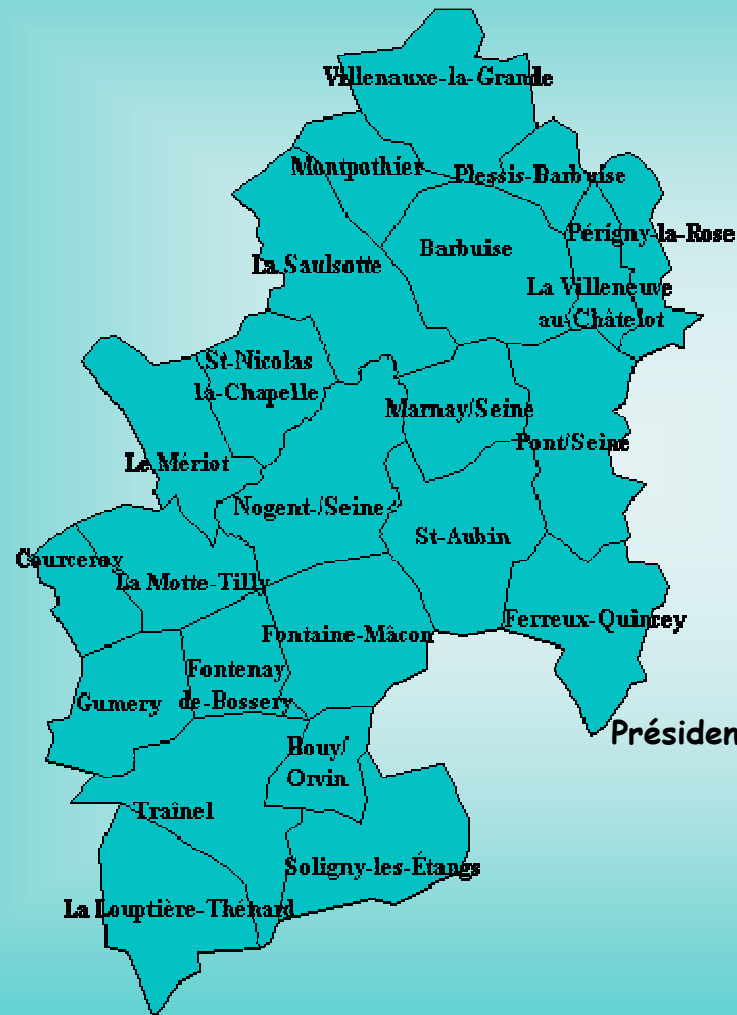 Villenauxe-la-Grande
Montpothier
Plessis-Barbuise
Périgny-la-Rose
Barbuise
La Saulsotte
La Villeneuve
au-Châtelot
St-Nicolas
la-Chapelle
Marnay/Seine
Pont/Seine
Le Mériot
Nogent-/Seine
St-Aubin
Courceroy
La Motte-Tilly
Ferreux-Quincey
Fontaine-Mâcon
Fontenay
de-Bossery
Gumery
Présiden
Bouy/
Orvin
Traînel
Soligny-les-Étangs
La Louptière-Thénard